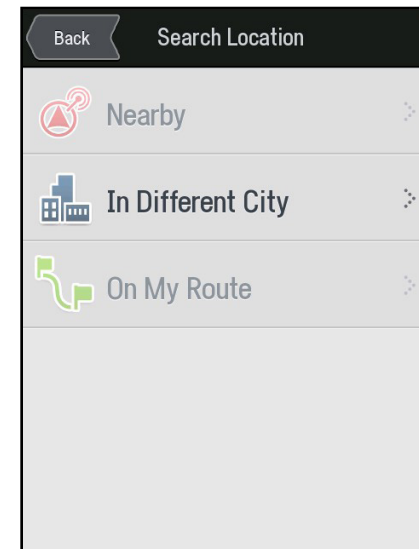 Back
Search Location
Nearby
In Different City
On My Route